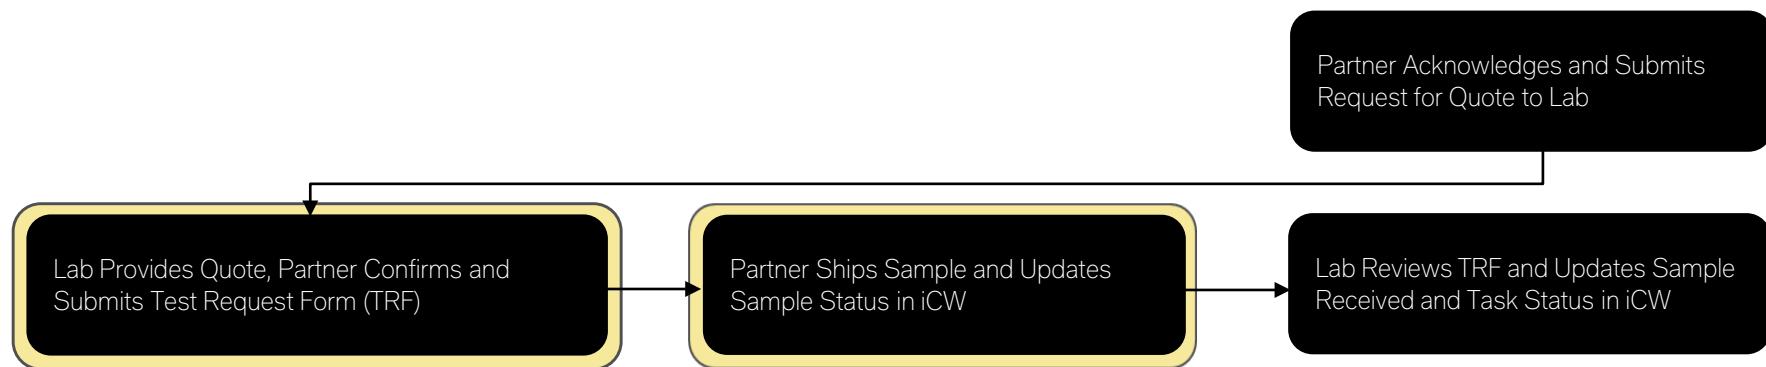 Partner Acknowledges and Submits
Request for Quote to Lab
Lab Provides Quote, Partner Confirms and
Submits Test Request Form (TRF)
Partner Ships Sample and Updates
Sample Status in iCW
Lab Reviews TRF and Updates Sample
Received and Task Status in iCW